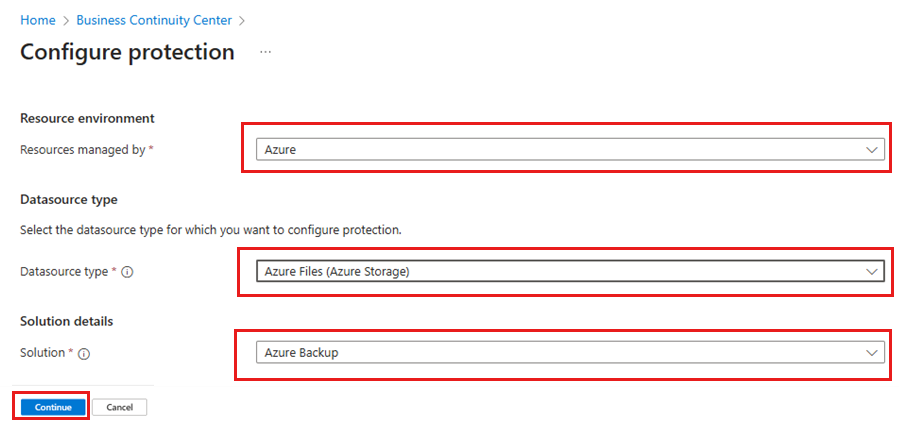 Home > Business Continuity Center >
Configure protection ...
Resource environment
Resources managed by * Azure
Datasource type
Select the datasource type for which you want to configure protection.
Datasource type * Azure Files (Azure Storage)
Solution details
Solution * Azure Backup
Continue Cancel